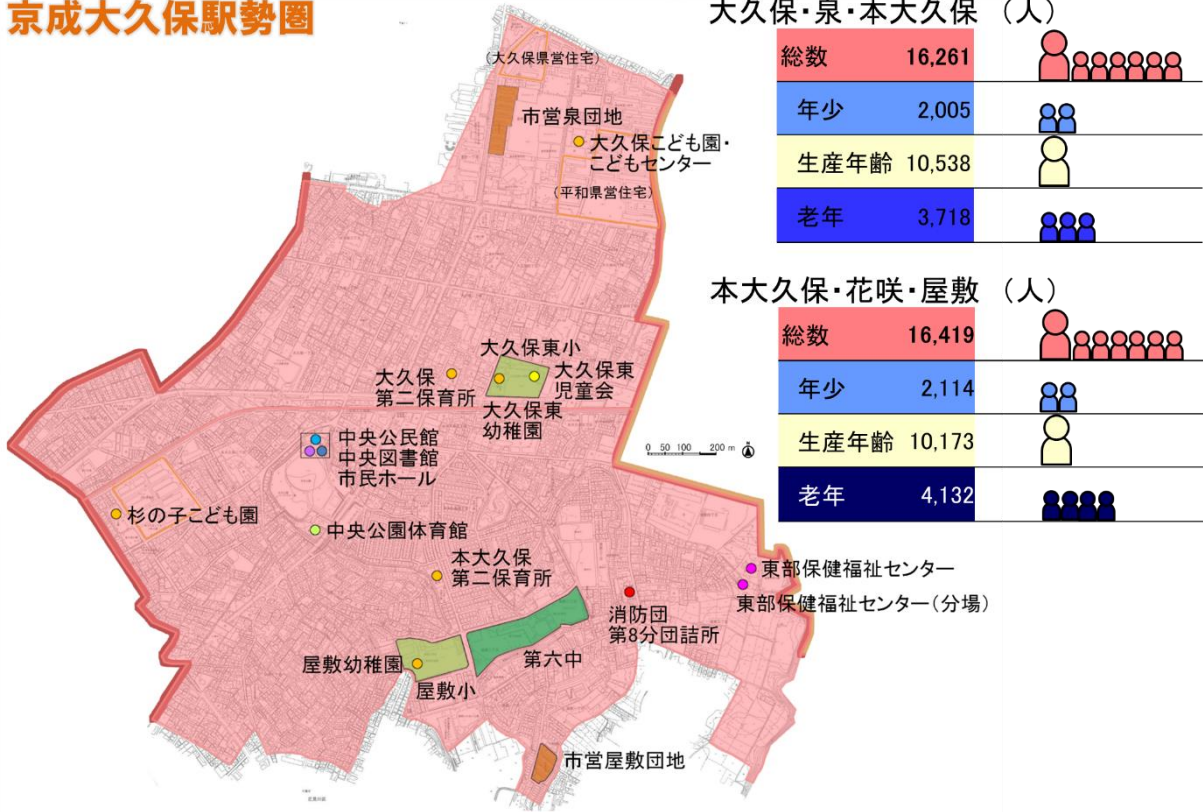 京成大久保駅勢圏
大久保・泉・本大久保 （人）
総数 16,261
年少 2,005
生産年齢 10,538
老年 3,718
本大久保・花咲・屋敷 （人）
総数 16,419
年少 2,114
生産年齢 10,173
老年 4,132
（大久保県営住宅）
市営泉団地
大久保こども園・
こどもセンター
（平和県営住宅）
大久保東小
大久保
第二保育所
大久保東
児童会
大久保東
幼稚園
中央公民館
中央図書館
市民ホール
0 50 100 200 m
杉の子こども園
中央公園体育館
本大久保
第二保育所
東部保健福祉センター
東部保健福祉センター（分場）
消防団
第8分団詰所
第六中
屋敷幼稚園
屋敷小
市営屋敷団地